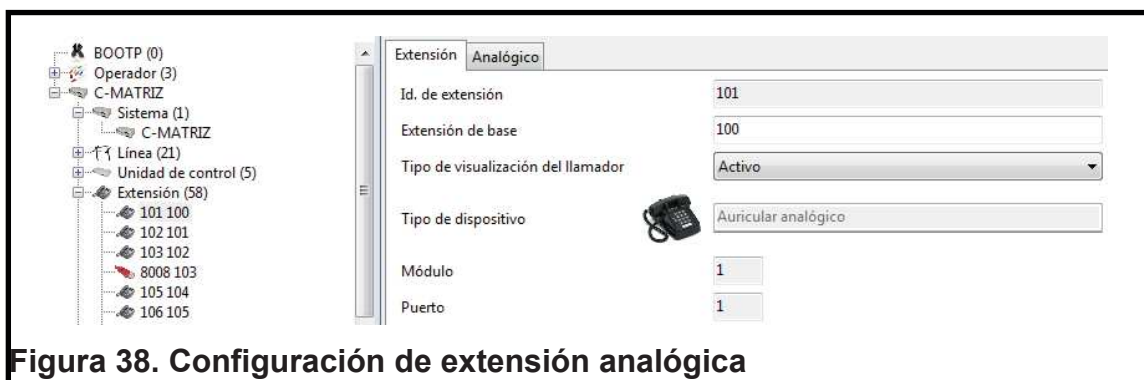 BOOTP (0)
Operador (3)
C-MATRIZ
Sistema (1)
C-MATRIZ
Línea (21)
Unidad de control (5)
Extensión (58)
101 100
102 101
103 102
8008 103
105 104
106 105
Extensión Analógico
Id. de extensión 101
Extensión de base 100
Tipo de visualización del llamador Activo
Tipo de dispositivo Auricular analógico
Módulo 1
Puerto 1
Figura 38. Configuración de extensión analógica